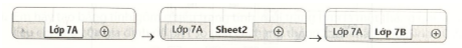 Lớp 7A ⊕ → Lớp 7A Sheet2 ⊕ → Lớp 7A Lớp 7B ⊕